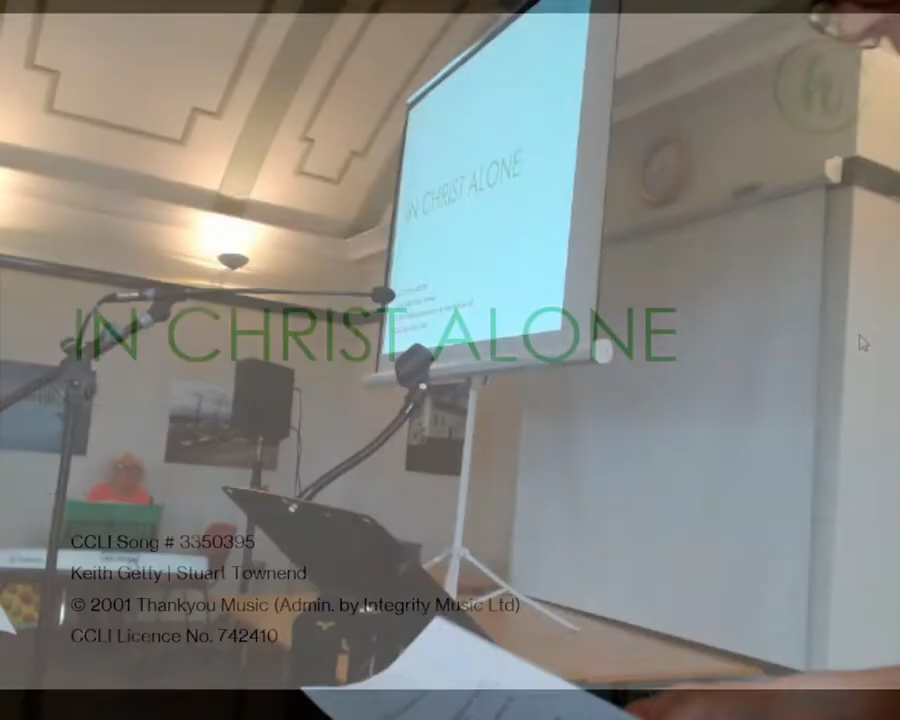 IN CHRIST ALONE
IN CHRIST ALONE
CCLI Song # 3350395
Keith Getty | Stuart Townend
© 2001 Thankyou Music (Admin. by Integrity Music Ltd)
CCLI Licence No. 742410